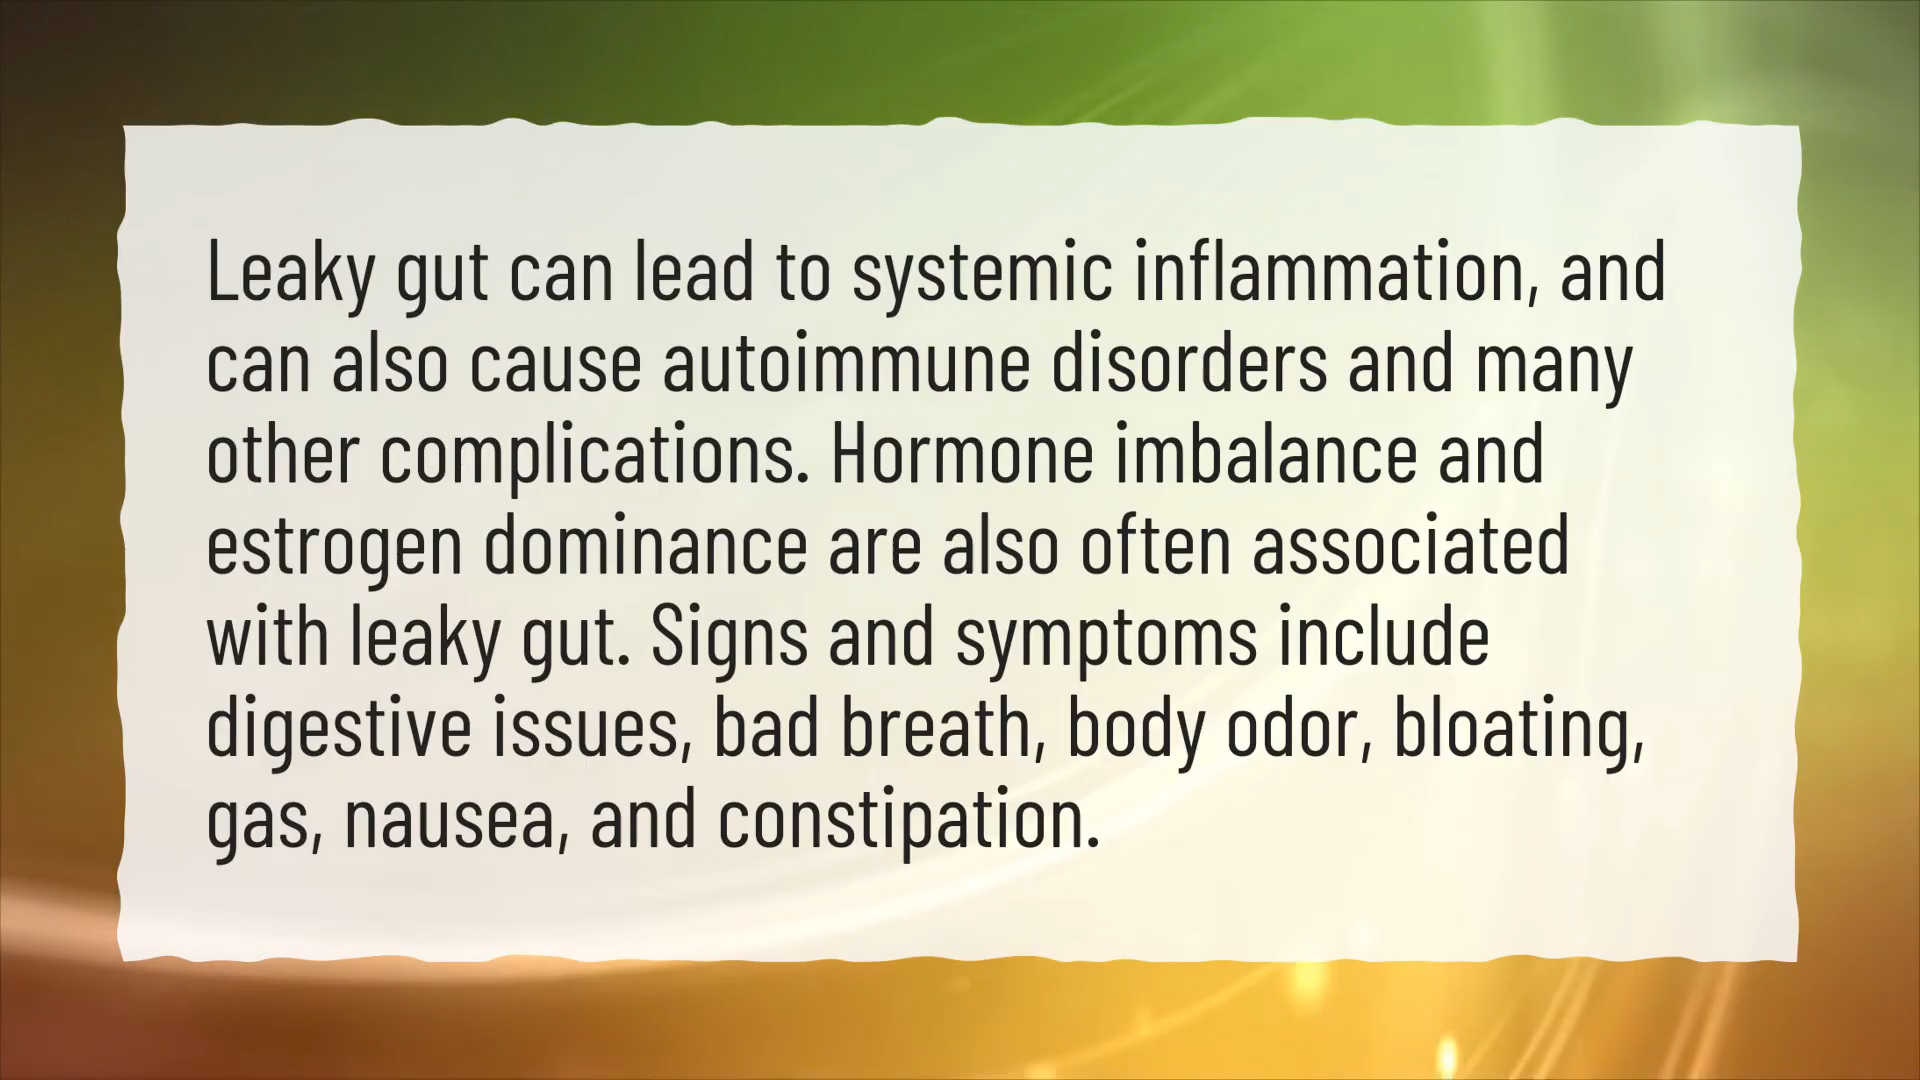 Leaky gut can lead to systemic inflammation, and
can also cause autoimmune disorders and many
other complications. Hormone imbalance and
estrogen dominance are also often associated
with leaky gut. Signs and symptoms include
digestive issues, bad breath, body odor, bloating,
gas, nausea, and constipation.